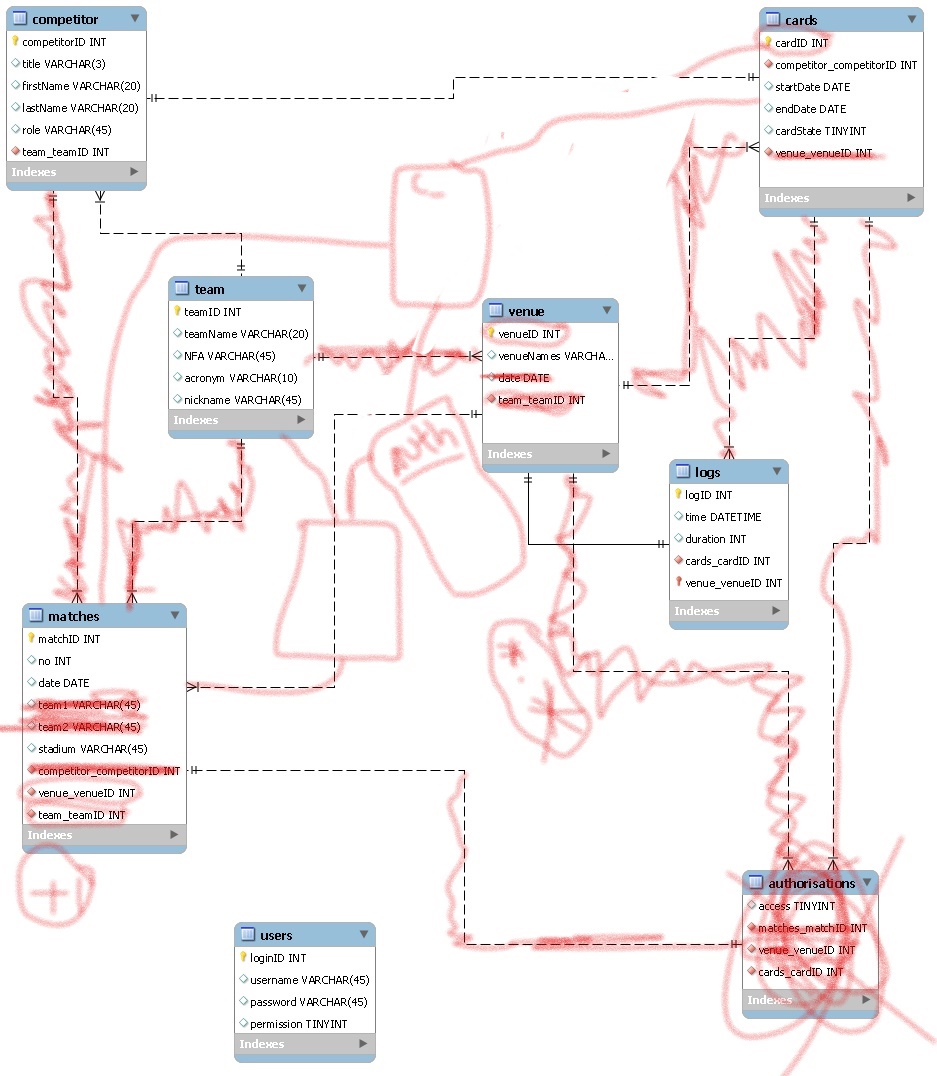 competitor
competitorID INT
title VARCHAR(3)
firstName VARCHAR(20)
lastName VARCHAR(20)
role VARCHAR(45)
team_teamID INT
Indexes
cards
cardID INT
competitor_competitorID INT
startDate DATE
endDate DATE
cardState TINYINT
venue_venueID INT
Indexes
team
teamID INT
teamName VARCHAR(20)
NFA VARCHAR(45)
acronym VARCHAR(10)
nickname VARCHAR(45)
Indexes
venue
venueID INT
venueNames VARCHA...
date DATE
team_teamID INT
Indexes
Auth
logs
logID INT
time DATETIME
duration INT
cards_cardID INT
venue_venueID INT
Indexes
matches
matchID INT
no INT
date DATE
team1 VARCHAR(45)
team2 VARCHAR(45)
stadium VARCHAR(45)
competitor_competitorID INT
venue_venueID INT
team_teamID INT
Indexes
authorisations
access TINYINT
matches_matchID INT
venue_venueID INT
cards_cardID INT
Indexes
users
loginID INT
username VARCHAR(45)
password VARCHAR(45)
permission TINYINT
Indexes